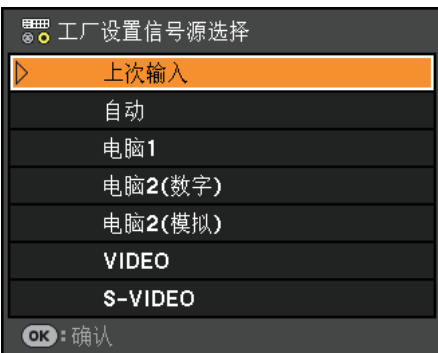 工厂设置信号源选择
上次输入
自动
电脑1
电脑2(数字)
电脑2(模拟)
VIDEO
S-VIDEO
OK:确认